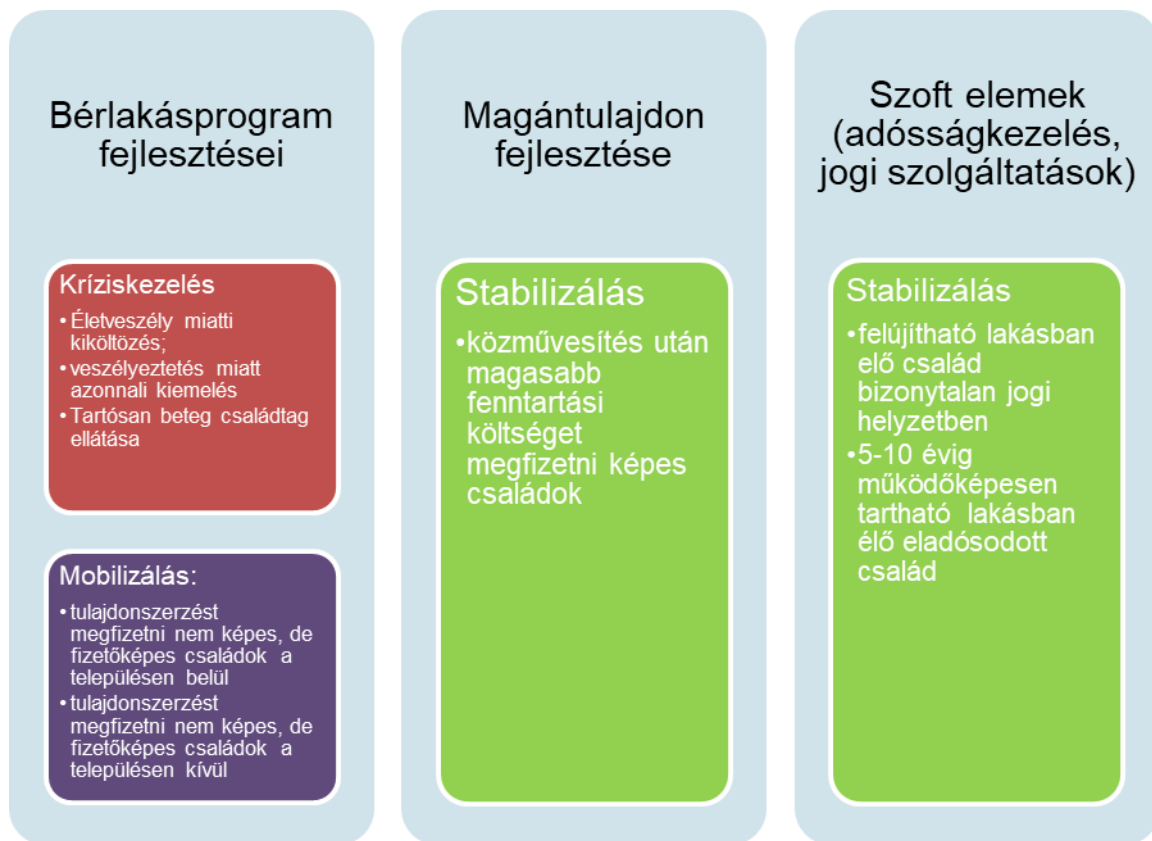 Bérlakásprogram
fejlesztései
Kríziskezelés
• Életveszély miatti
kiköltözés;
• veszélyeztetés miatt
azonnali kiemelés
• Tartósan beteg családtag
ellátása
Mobilizálás:
• tulajdonszerzést
megfizetni nem képes, de
fizetőképes családok a
településen belül
• tulajdonszerzést
megfizetni nem képes, de
fizetőképes családok a
településen kívül
Magántulajdon
fejlesztése
Stabilizálás
•közművesítés után
magasabb
fenntartási
költséget
megfizetni képes
családok
Szoft elemek
(adósságkezelés,
jogi szolgáltatások)
Stabilizálás
•felújítható lakásban
elő család
bizonytalan jogi
helyzetben
•5-10 évig
működőképesen
tartható lakásban
élő eladósodott
család